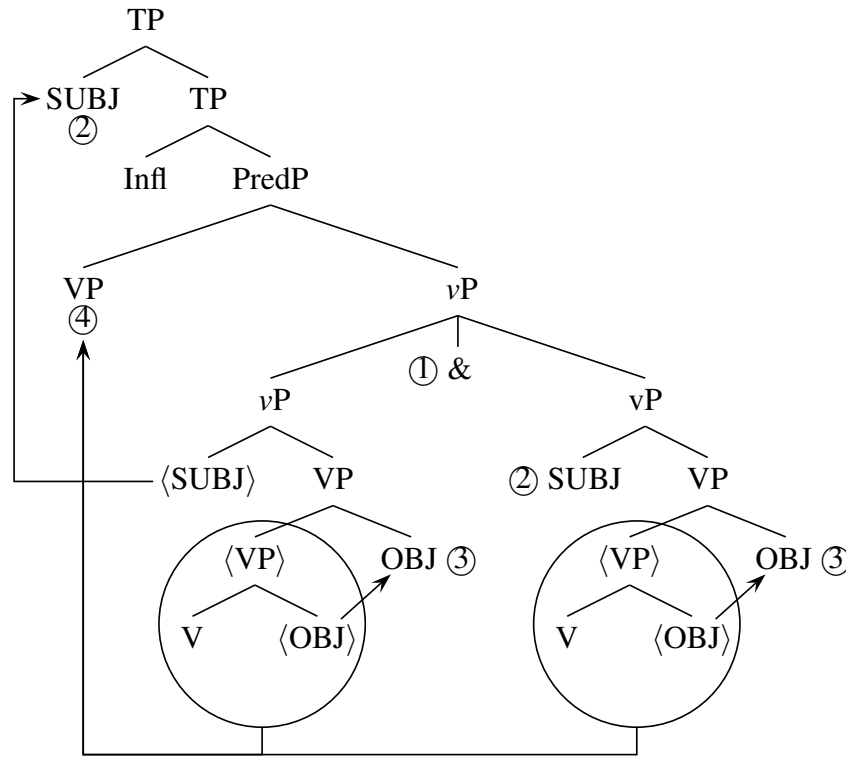 TP
SUBJ TP
②
Infl PredP
VP vP
④
① &
vP vP
⟨SUBJ⟩ VP ② SUBJ VP
⟨VP⟩ OBJ ③ ⟨VP⟩ OBJ ③
V ⟨OBJ⟩ V ⟨OBJ⟩